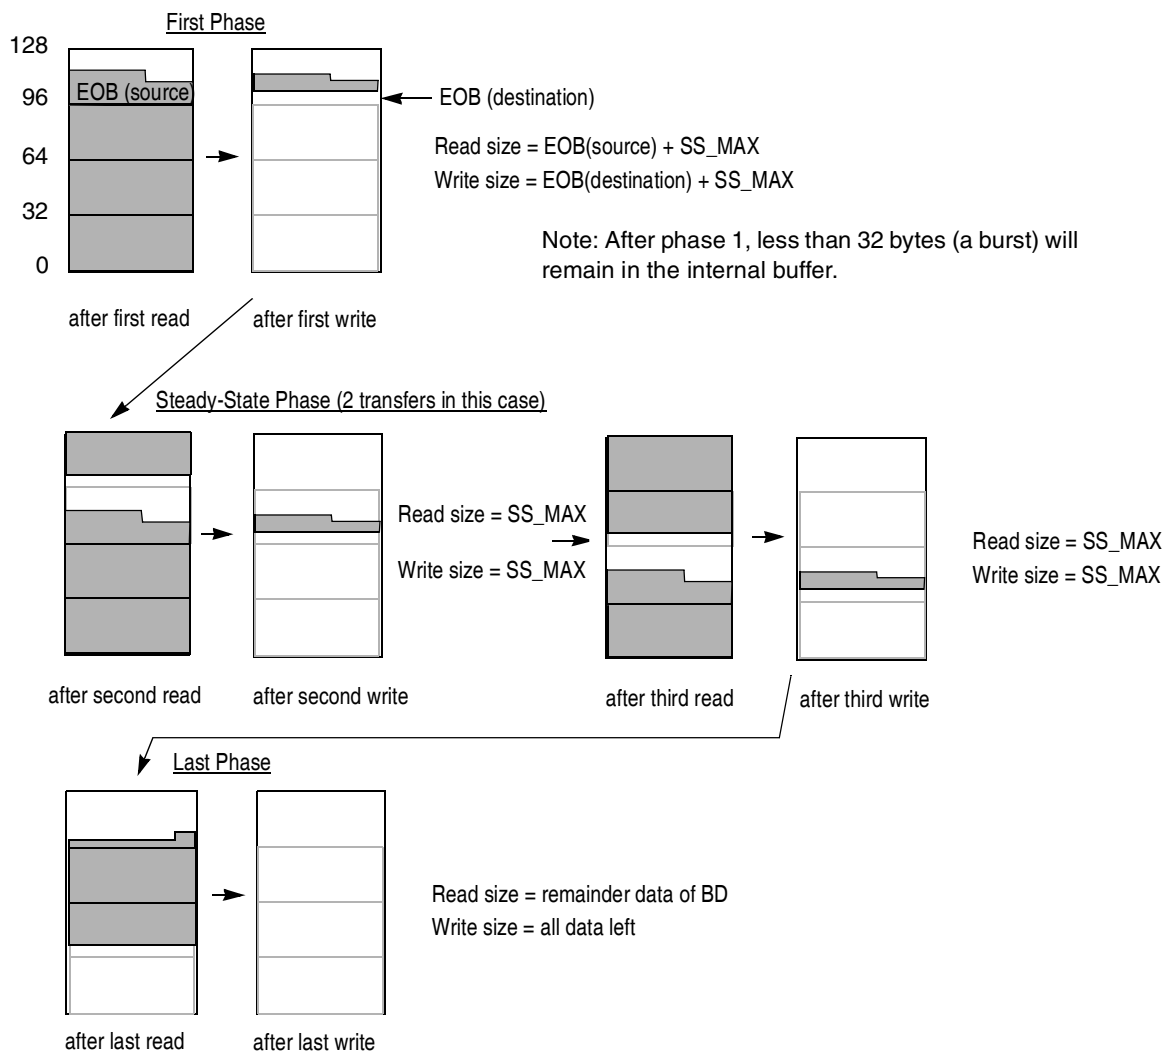 First Phase
128
96
64
32
0
EOB (source)
EOB (destination)
Read size = EOB(source) + SS_MAX
Write size = EOB(destination) + SS_MAX
Note: After phase 1, less than 32 bytes (a burst) will
remain in the internal buffer.
after first read
after first write
Steady-State Phase (2 transfers in this case)
Read size = SS_MAX
Write size = SS_MAX
Read size = SS_MAX
Write size = SS_MAX
after second read
after second write
after third read
after third write
Last Phase
Read size = remainder data of BD
Write size = all data left
after last read
after last write